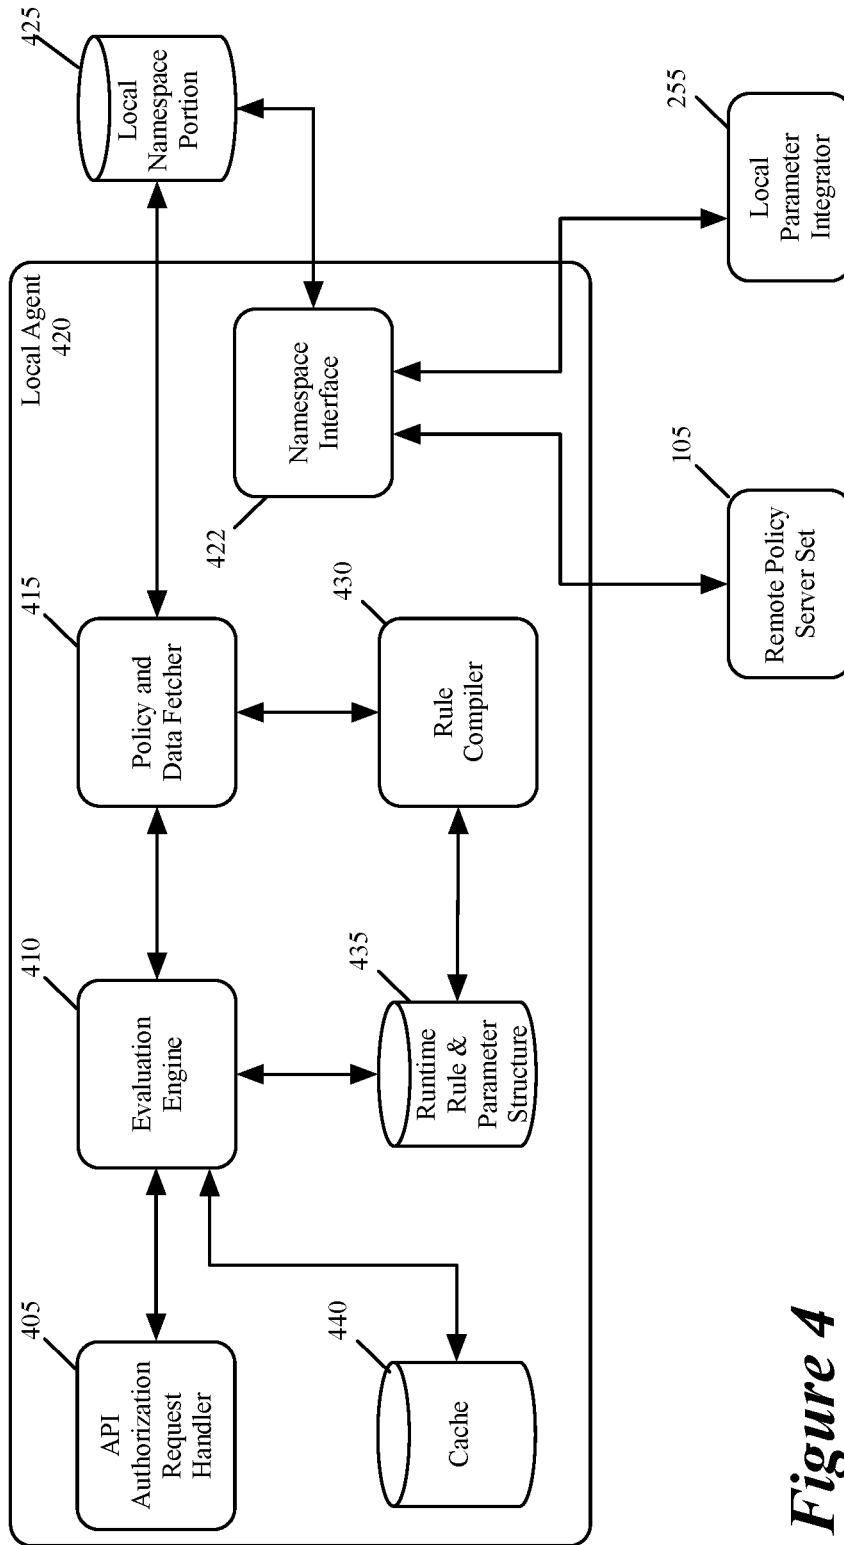 Local Agent
420
405
API
Authorization
Request
Handler
410
Evaluation
Engine
415
Policy and
Data Fetcher
425
Local
Namespace
Portion
440
Cache
435
Runtime
Rule &
Parameter
Structure
430
Rule
Compiler
422
Namespace
Interface
105
Remote Policy
Server Set
255
Local
Parameter
Integrator
Figure 4